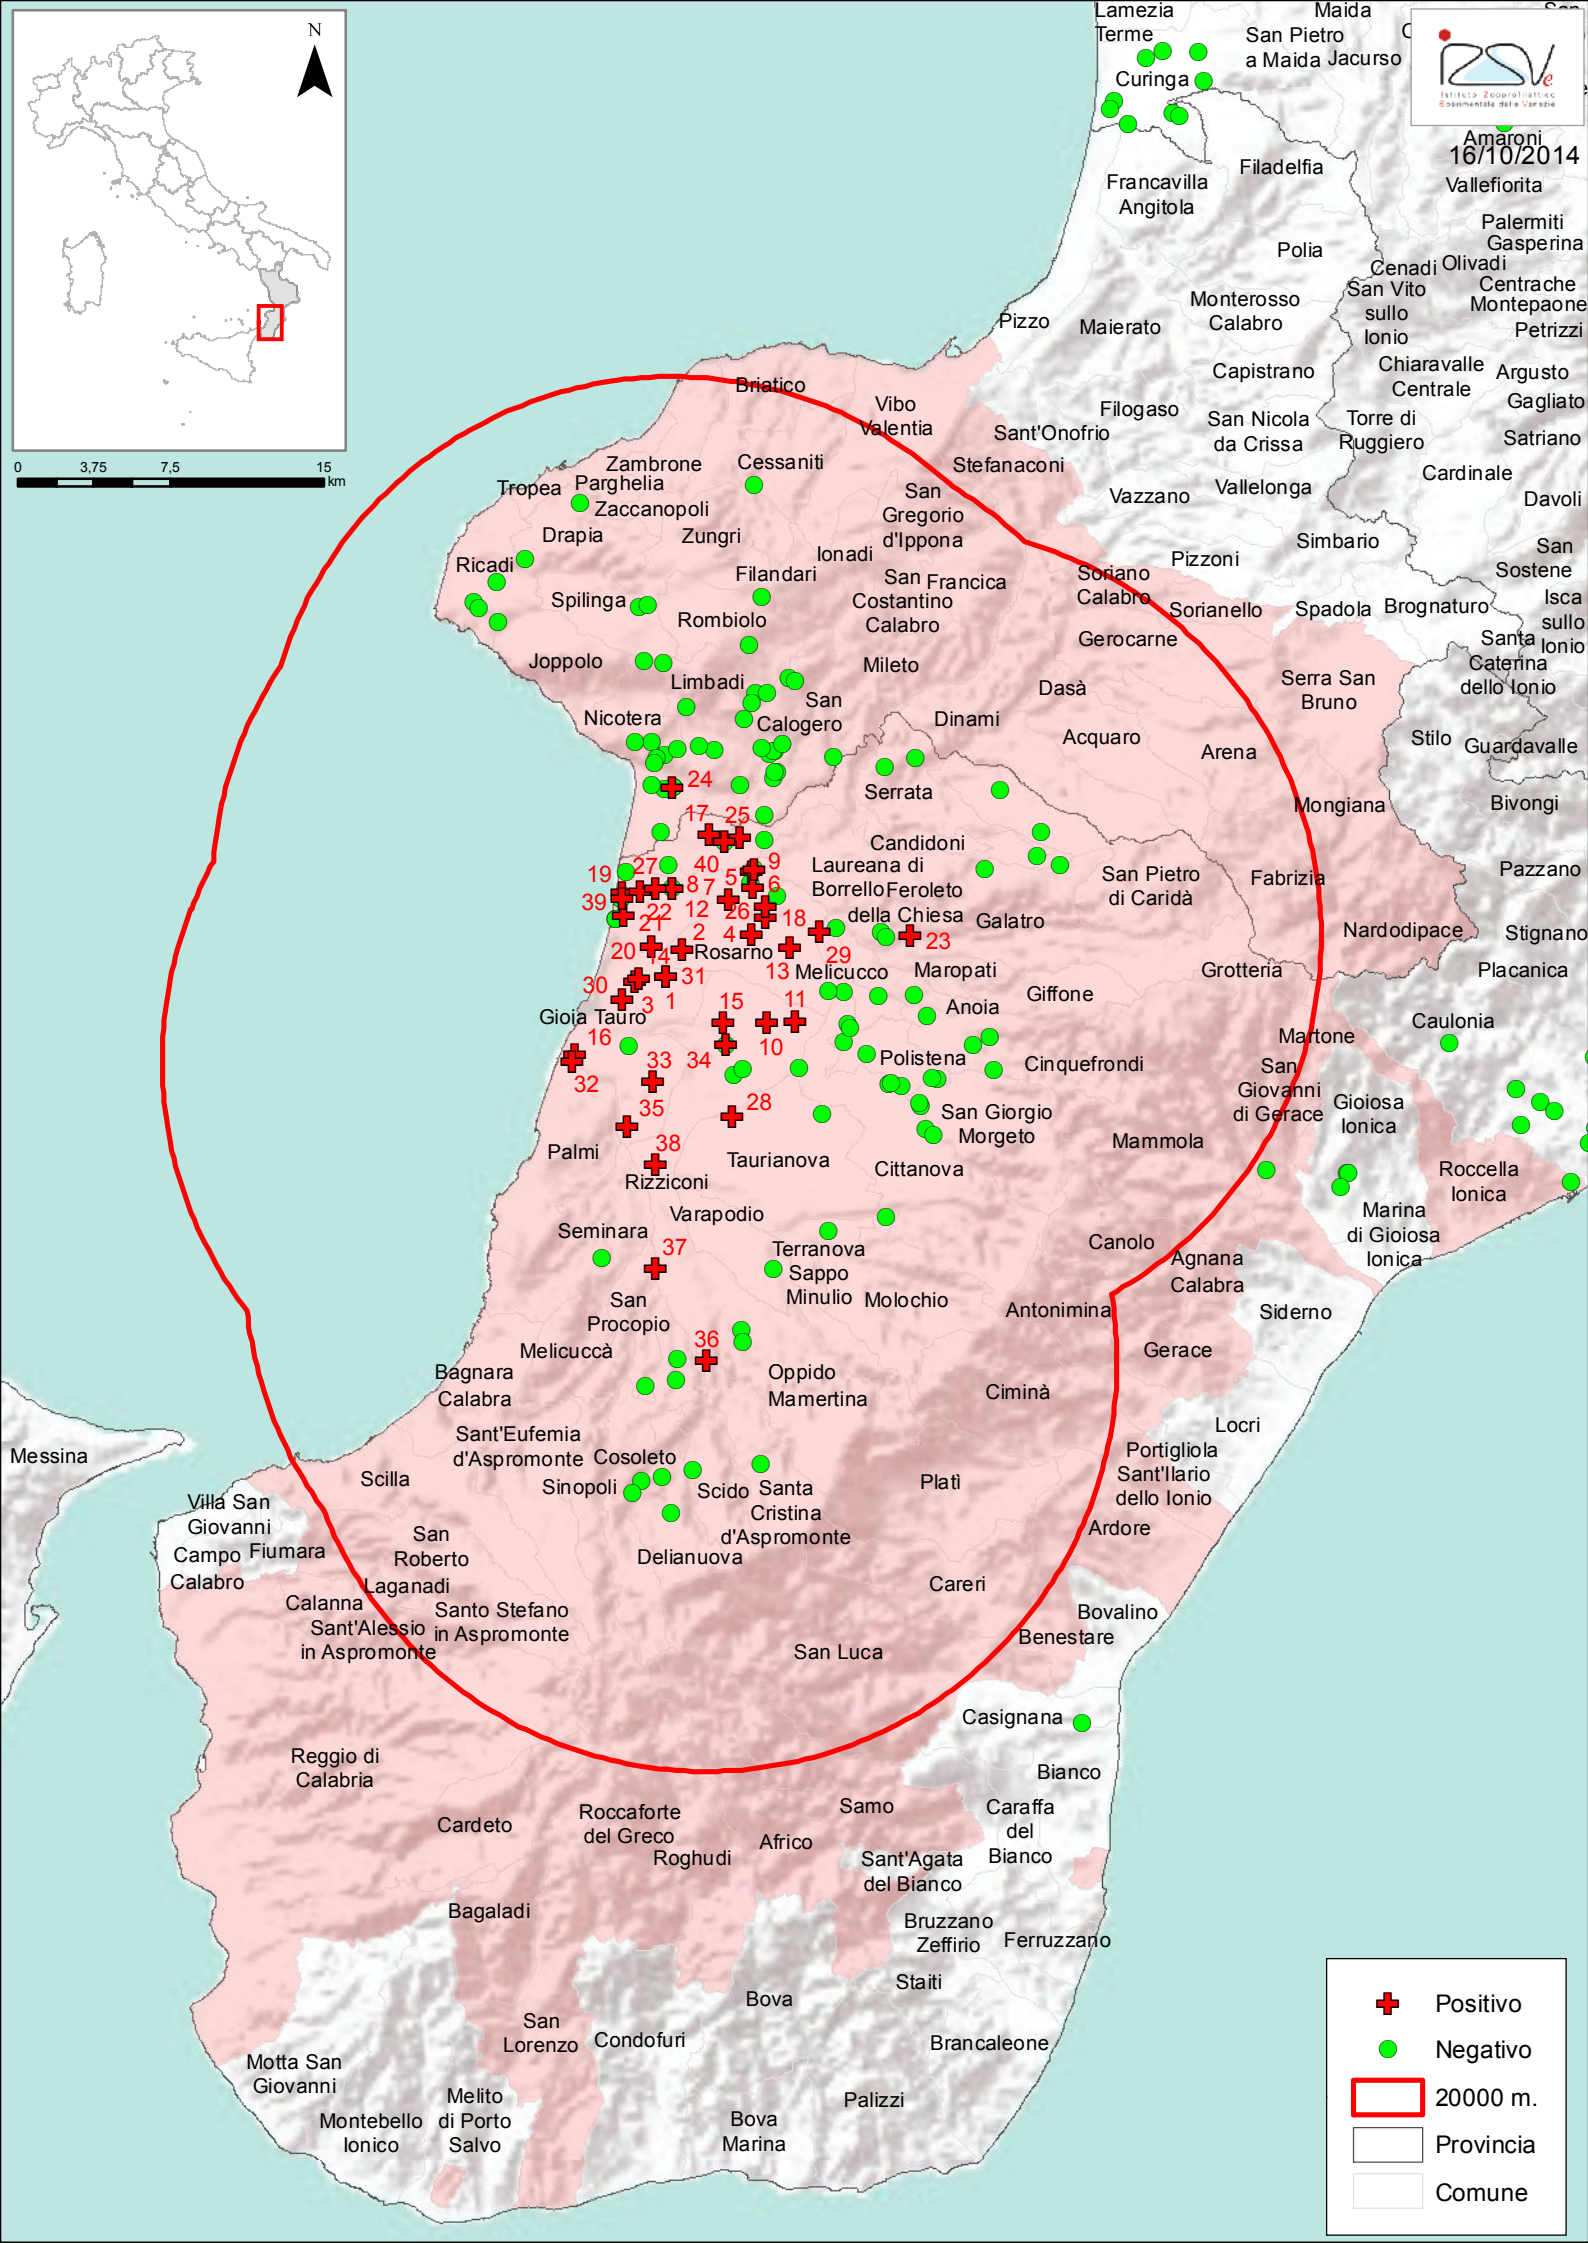 N
0 3,75 7,5 15
km
Lamezia
Terme
Maida
San Pietro
a Maida
Jacurso
Curinga
Istituto Zooprofilattico
Sperimentale delle Venezie
Amaroni
16/10/2014
Vallefiorita
Filadelfia
Francavilla
Angitola
Palermiti
Gasperina
Polia
Cenadi
Olivadi
Centrache
San Vito
sullo
Ionio
Montepaone
Monterosso
Calabro
Petrizzi
Pizzo
Maierato
Chiaravalle
Centrale
Argusto
Capistrano
Gagliato
Briatico
Vibo
Valentia
Filogaso
San Nicola
da Crissa
Torre di
Ruggiero
Satriano
Sant'Onofrio
Stefanaconi
Cardinale
Zambrone
Cessaniti
Tropea
Parghelia
Zaccanopoli
Vazzano
Vallelonga
Davoli
San
Gregorio
d'Ippona
Drapia
Zungri
Ionadi
Simbario
San
Sostene
Pizzoni
Ricadi
Filandari
San
Costantino
Calabro
Francica
Soriano
Calabro
Sorianello
Spadola
Brognaturo
Isca
sullo
Ionio
Spilinga
Rombiolo
Gerocarne
Santa
Caterina
dello Ionio
Joppolo
Mileto
Limbadi
Dasà
Serra San
Bruno
San
Calogero
Nicotera
Dinami
Acquaro
Arena
Stilo
Guardavalle
24
Serrata
Mongiana
Bivongi
17
25
Candidoni
40
9
Laureana di
Borrello
Feroleto
della Chiesa
San Pietro
di Caridà
Fabrizia
Pazzano
19
27
5
8
7
6
39
22
12
26
18
Galatro
21
2
4
23
Nardodipace
Stignano
20
14
Rosarno
29
13
31
Melicucco
Maropati
Grotteria
Placanica
30
3
1
Giffone
Gioia Tauro
15
11
Anoia
Caulonia
16
34
10
Martone
33
Polistena
Cinquefrondi
32
San
Giovanni
di Gerace
35
28
San Giorgio
Morgeto
Gioiosa
Ionica
Mammola
Palmi
38
Taurianova
Cittanova
Roccella
Ionica
Rizziconi
Varapodio
Marina
di Gioiosa
Ionica
Seminara
37
Terranova
Sappo
Minulio
Canolo
Agnana
Calabra
San
Procopio
Molochio
Antonimina
Siderno
36
Melicuccà
Gerace
Bagnara
Calabra
Oppido
Mamertina
Ciminà
Locri
Messina
Sant'Eufemia
d'Aspromonte
Cosoleto
Portigliola
Sant'Ilario
dello Ionio
Scilla
Sinopoli
Scido
Santa
Cristina
d'Aspromonte
Platì
Villa San
Giovanni
Ardore
San
Roberto
Campo
Calabro
Fiumara
Delianuova
Laganadi
Careri
Calanna
Santo Stefano
in Aspromonte
Bovalino
Sant'Alessio
in Aspromonte
Benestare
San Luca
Casignana
Reggio di
Calabria
Bianco
Samo
Caraffa
del
Bianco
Roccaforte
del Greco
Cardeto
Africo
Roghudi
Sant'Agata
del Bianco
Bagaladi
Bruzzano
Zeffirio
Ferruzzano
Staiti
Bova
San
Lorenzo
Condofuri
Brancaleone
Motta San
Giovanni
Melito
di Porto
Salvo
Palizzi
Montebello
Ionico
Bova
Marina
Positivo
Negativo
20000 m.
Provincia
Comune